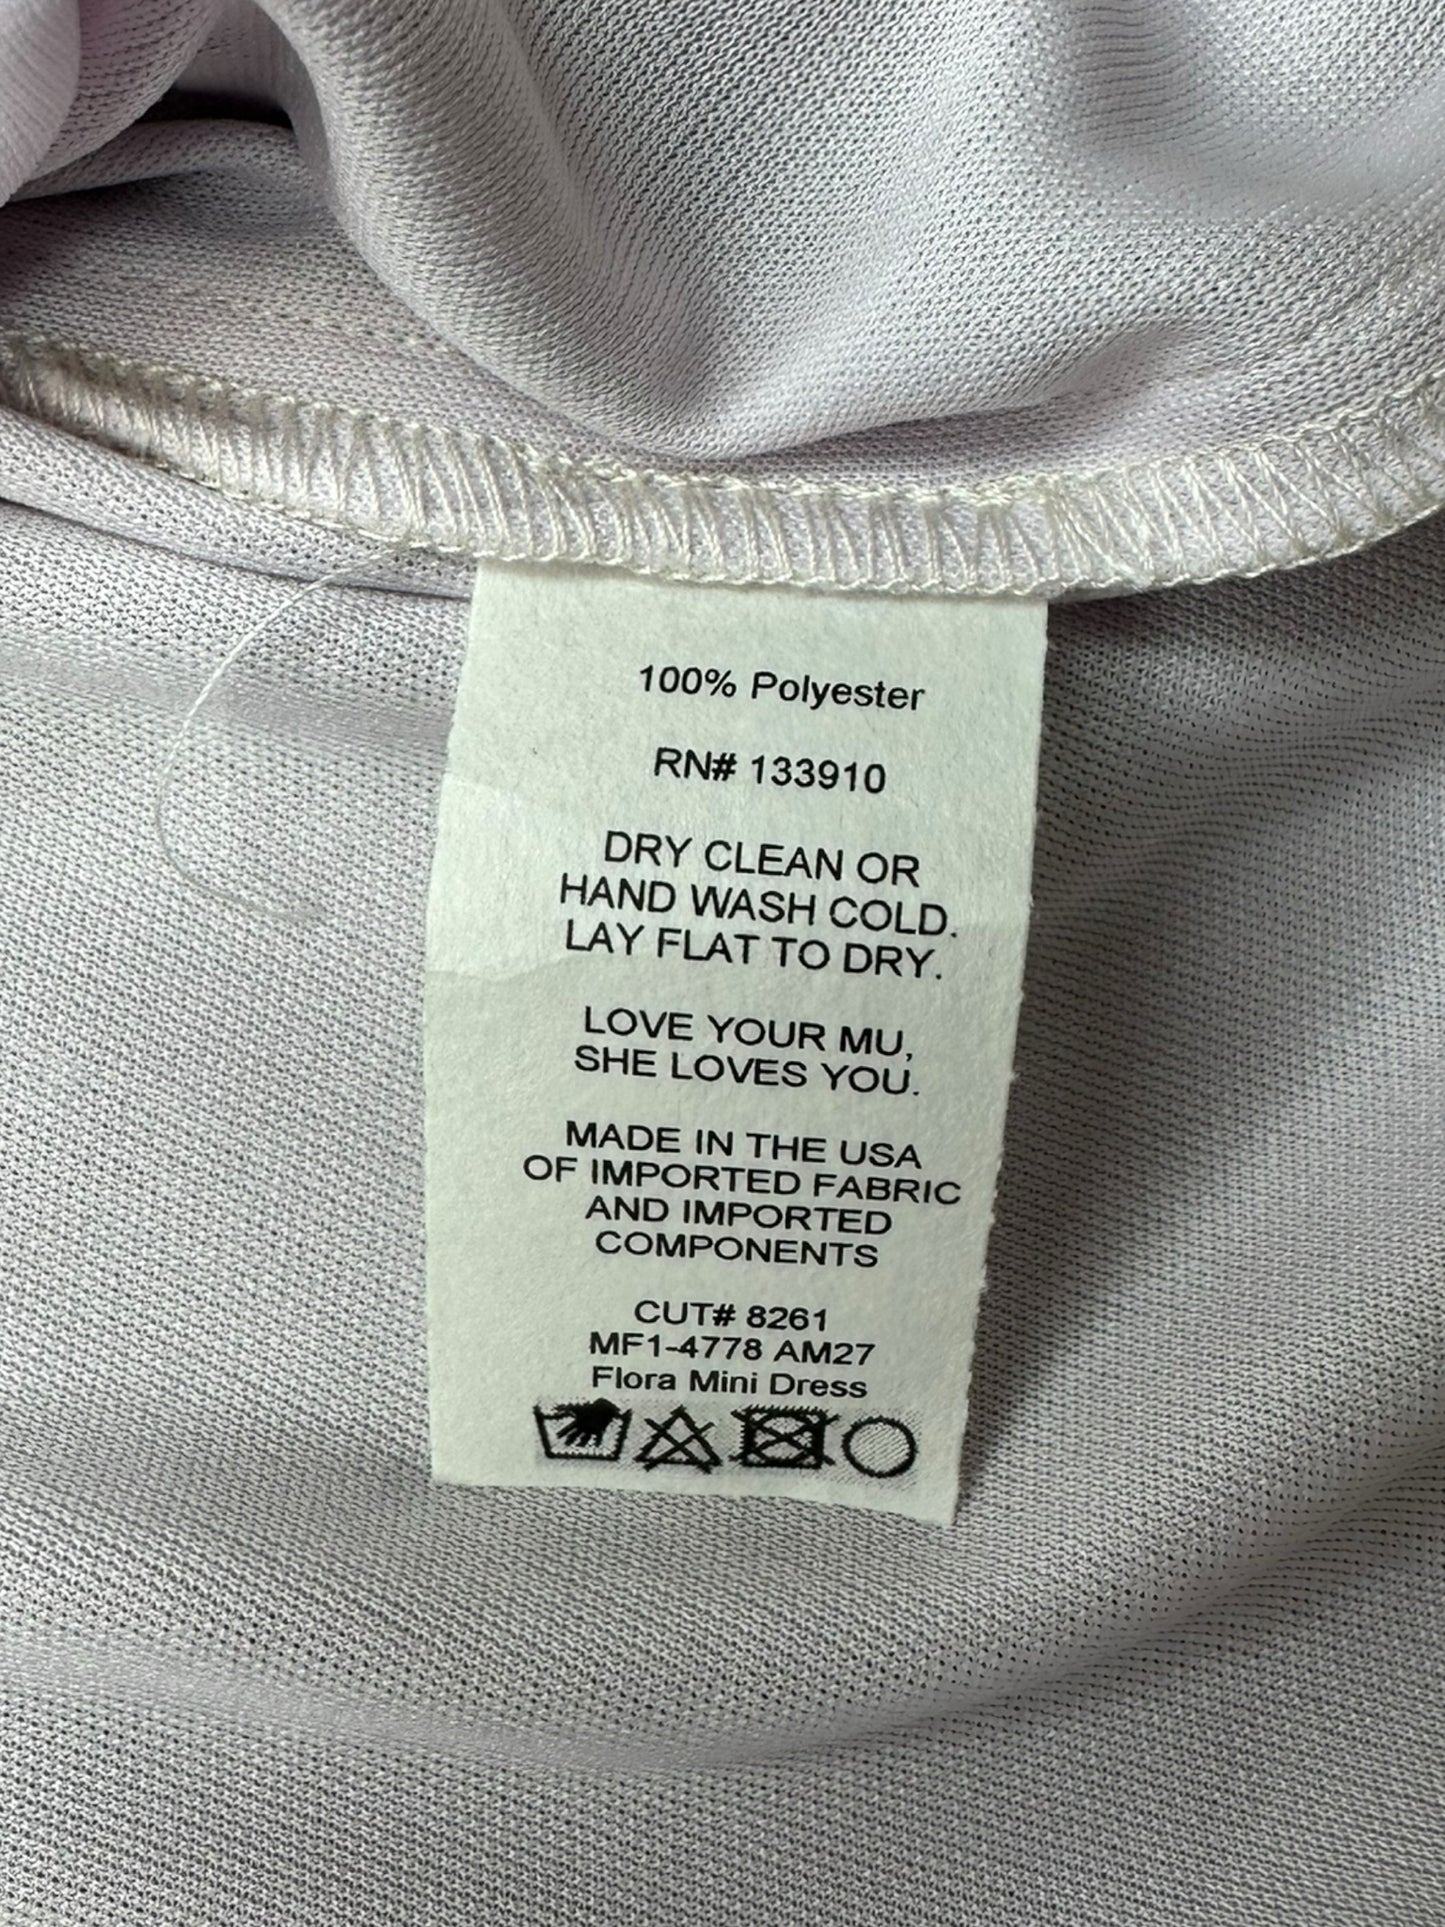 100% Polyester
RN# 133910
DRY CLEAN OR
HAND WASH COLD.
LAY FLAT TO DRY.
LOVE YOUR MU,
SHE LOVES YOU.
MADE IN THE USA
OF IMPORTED FABRIC
AND IMPORTED
COMPONENTS
CUT# 8261
MF1-4778 AM27
Flora Mini Dress